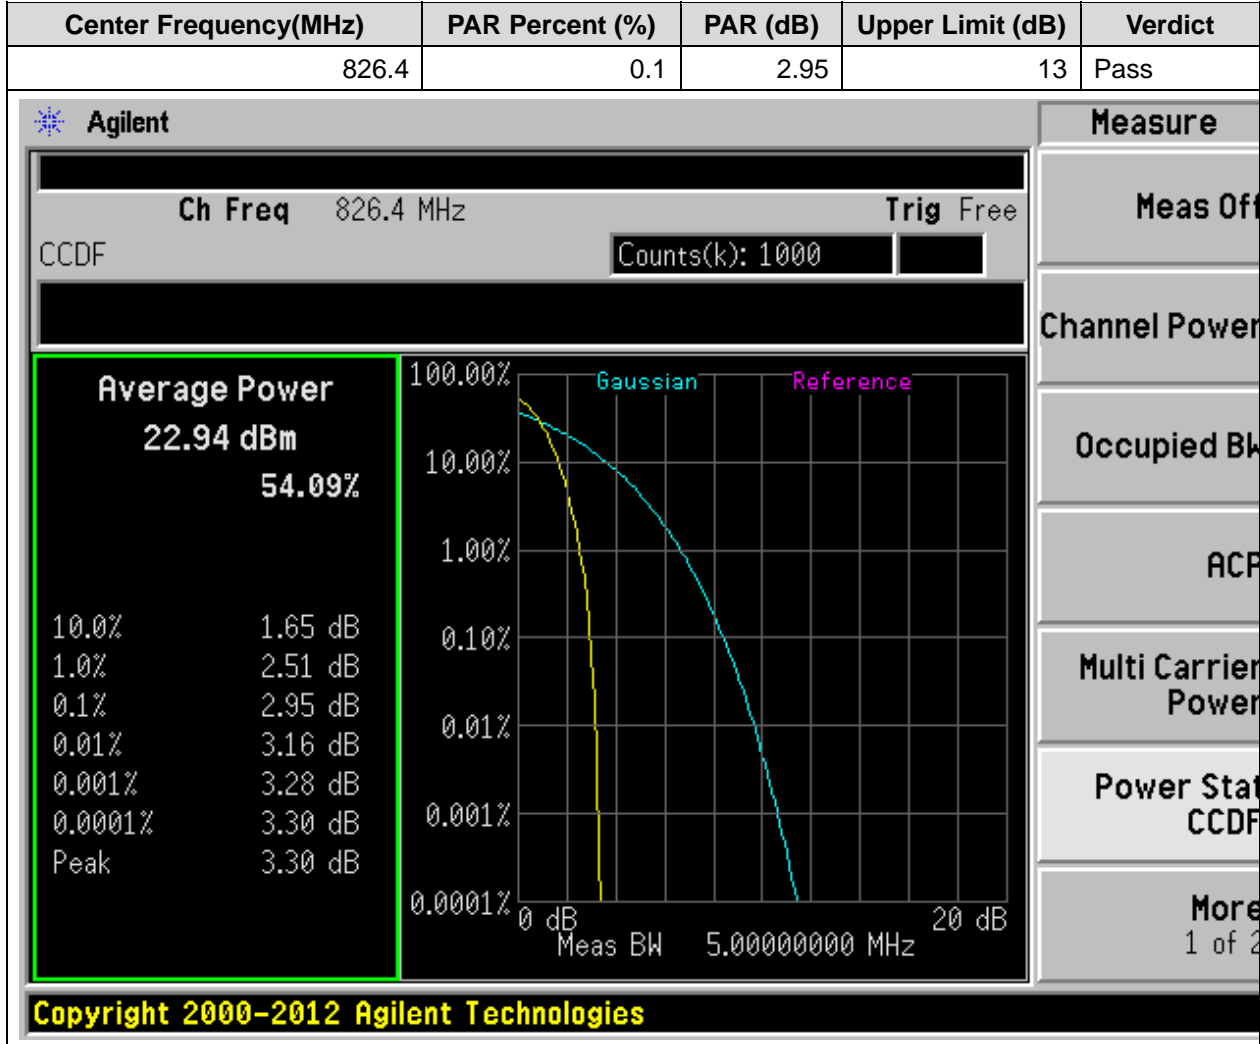 Center Frequency(MHz) PAR Percent (%) PAR (dB) Upper Limit (dB) Verdict
826.4 0.1 2.95 13 Pass
Agilent
Measure
Ch Freq 826.4 MHz Trig Free
CCDF Counts(k): 1000
Average Power
22.94 dBm
54.09%
10.0% 1.65 dB
1.0% 2.51 dB
0.1% 2.95 dB
0.01% 3.16 dB
0.001% 3.28 dB
0.0001% 3.30 dB
Peak 3.30 dB
Gaussian Reference
100.00%
10.00%
1.00%
0.10%
0.01%
0.001%
0.0001%
0 dB 20 dB
Meas BW 5.00000000 MHz
Meas Off
Channel Power
Occupied BW
ACP
Multi Carrier
Power
Power Stat
CCDF
More
1 of 2
Copyright 2000-2012 Agilent Technologies